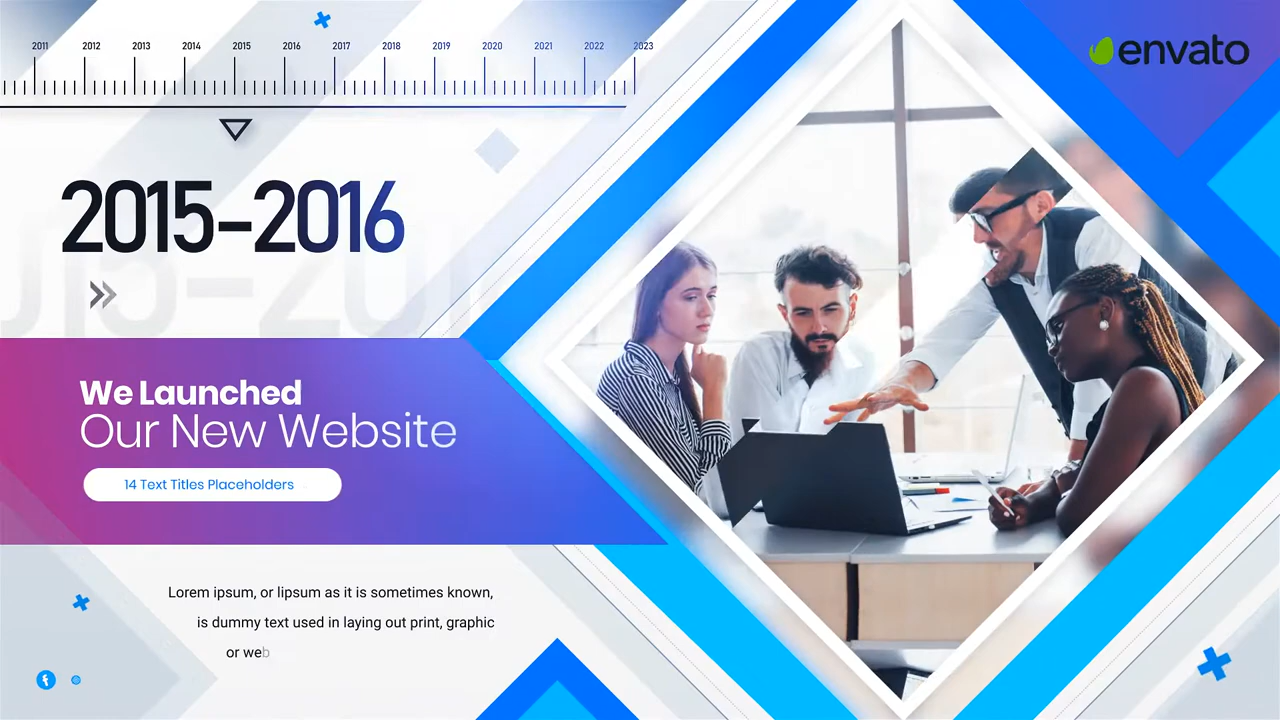 2011 2012 2013 2014 2015 2016 2017 2018 2019 2020 2021 2022 2023
envato
2015-2016
We Launched
Our New Website
14 Text Titles Placeholders
Lorem ipsum, or lipsum as it is sometimes known,
is dummy text used in laying out print, graphic
or web